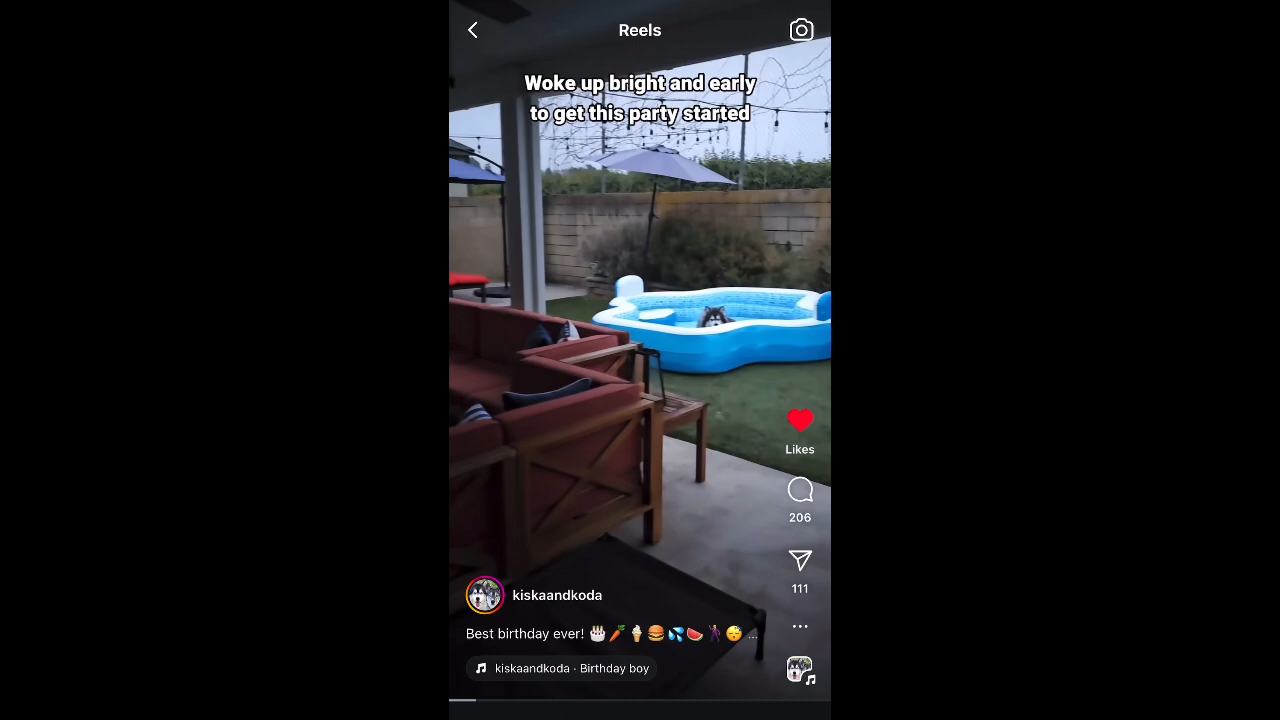 Reels
Woke up bright and early
to get this party started
Likes
206
111
kiskaandkoda
Best birthday ever! 🎂🥕🍦🍔💦🍉🕺😴 ...
kiskaandkoda · Birthday boy